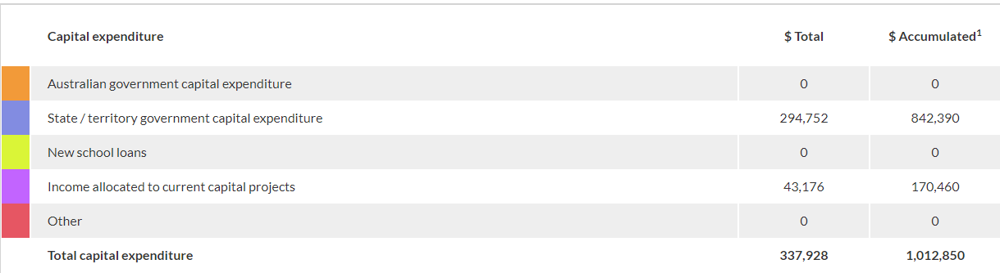 Capital expenditure $ Total $ Accumulated1
Australian government capital expenditure 0 0
State / territory government capital expenditure 294,752 842,390
New school loans 0 0
Income allocated to current capital projects 43,176 170,460
Other 0 0
Total capital expenditure 337,928 1,012,850